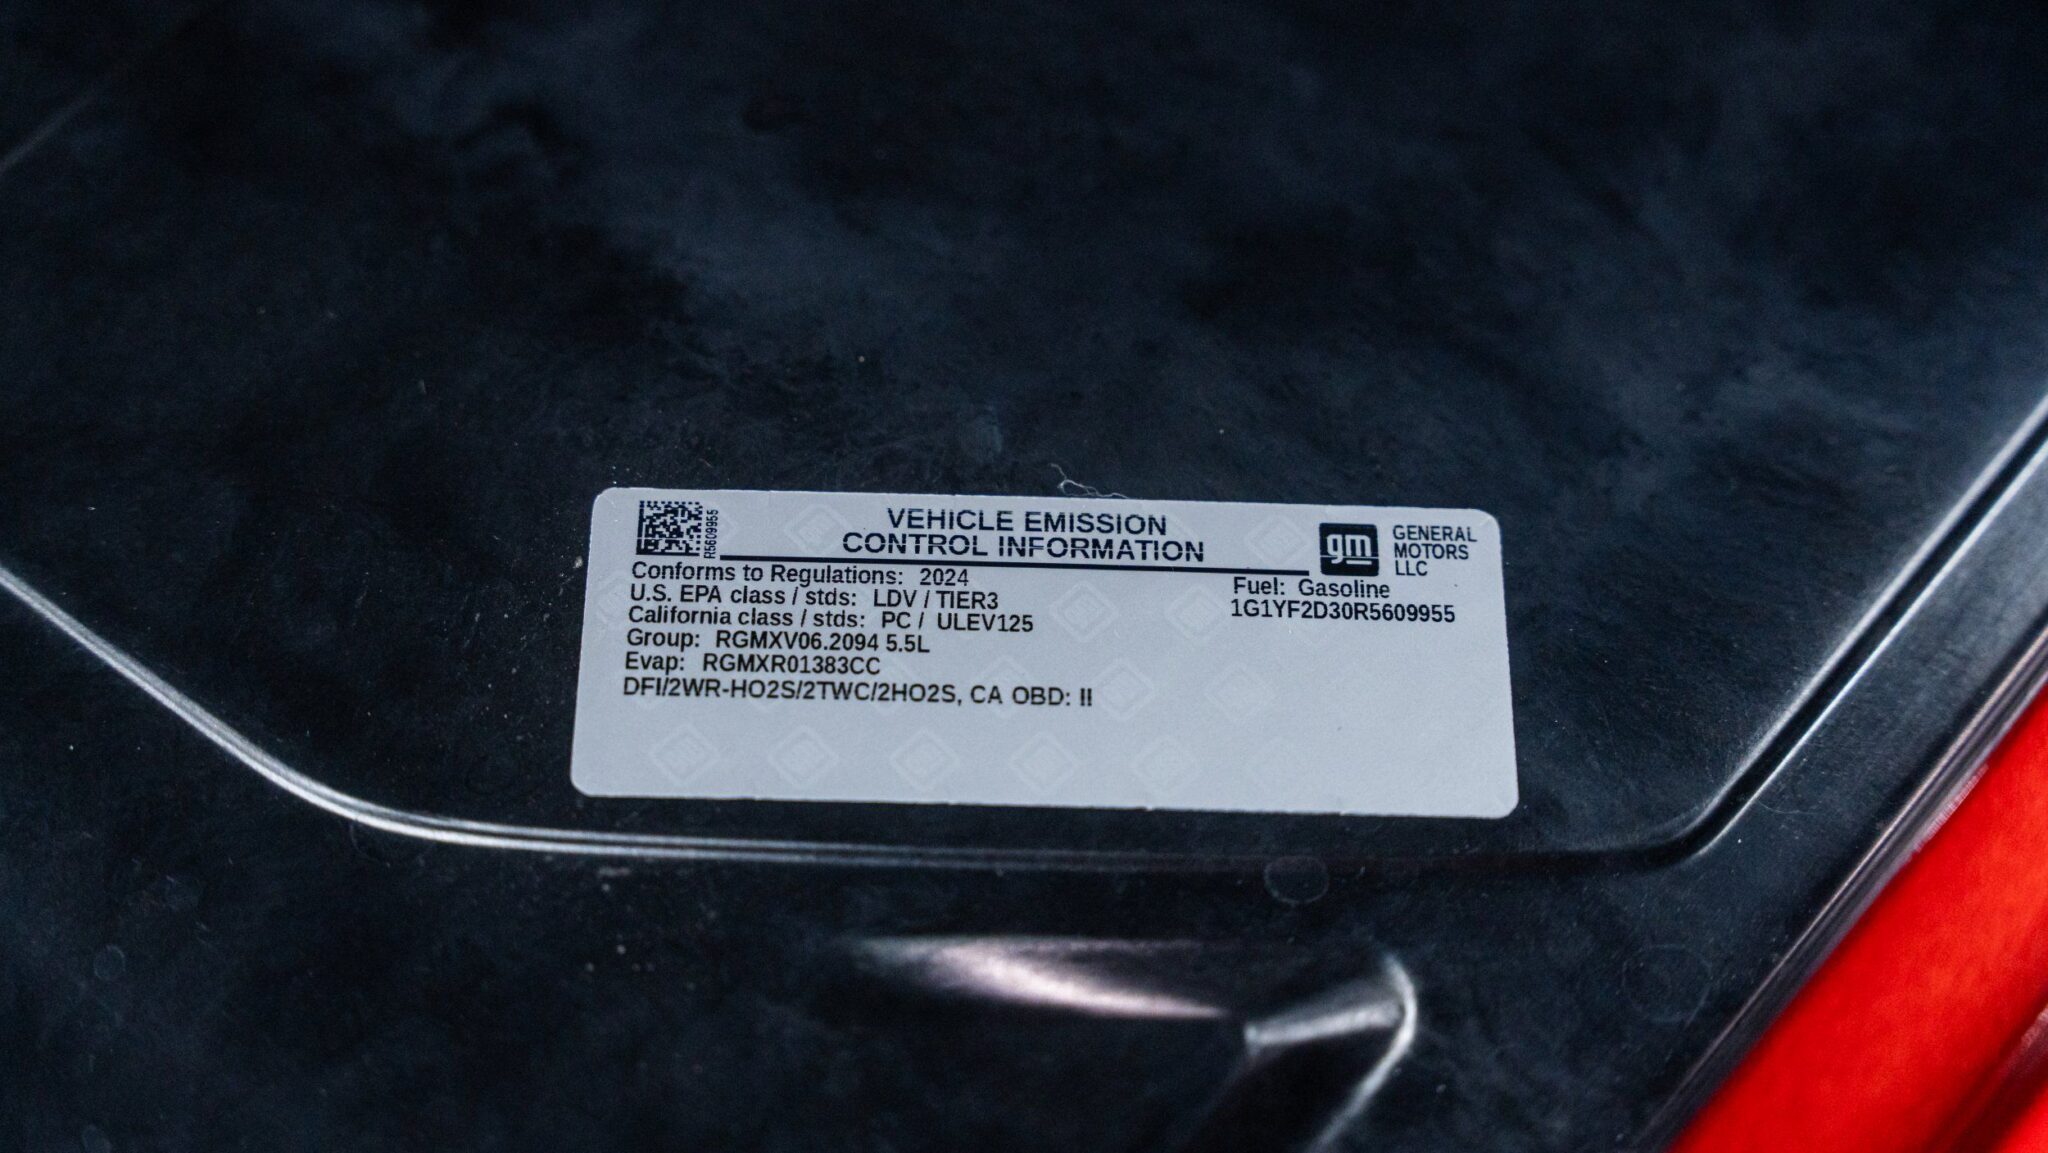 R5609955
VEHICLE EMISSION
CONTROL INFORMATION
gm
GENERAL
MOTORS
LLC
Conforms to Regulations: 2024
Fuel: Gasoline
U.S. EPA class / stds: LDV / TIER3
1G1YF2D30R5609955
California class / stds: PC / ULEV125
Group: RGMXV06.2094 5.5L
Evap: RGMXR01383CC
DFI/2WR-HO2S/2TWC/2HO2S, CA OBD: II